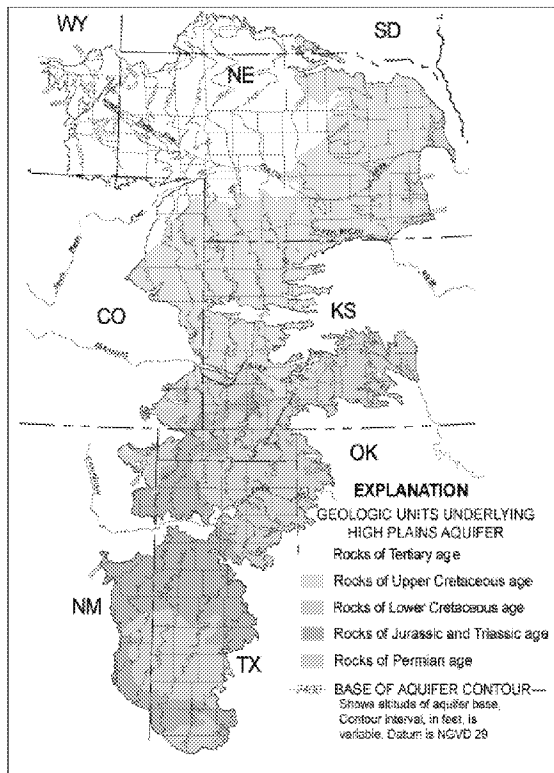 WY
SD
NE
CO
KS
OK
EXPLANATION
GEOLOGIC UNITS UNDERLYING
HIGH PLAINS AQUIFER
Rocks of Tertiary age
Rocks of Upper Cretaceous age
Rocks of Lower Cretaceous age
Rocks of Jurassic and Triassic age
Rocks of Permian age
BASE OF AQUIFER CONTOUR—
Shows altitude of aquifer base.
Contour interval, in feet, is
variable. Datum is NGVD 29
NM
TX